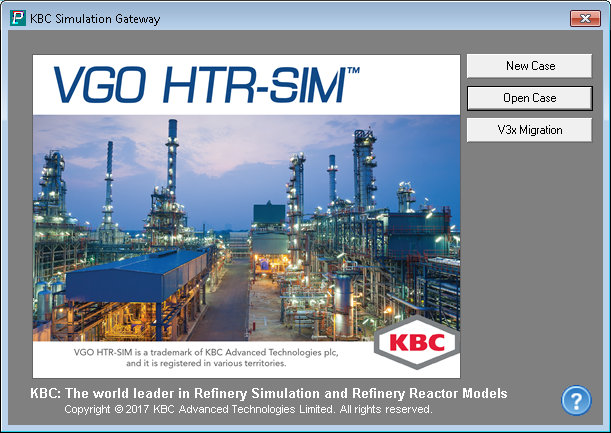 KBC Simulation Gateway
VGO HTR-SIM™
New Case
Open Case
V3x Migration
KBC
VGO HTR-SIM is a trademark of KBC Advanced Technologies plc,
and it is registered in various territories.
KBC: The world leader in Refinery Simulation and Refinery Reactor Models
Copyright © 2017 KBC Advanced Technologies Limited. All rights reserved.
?